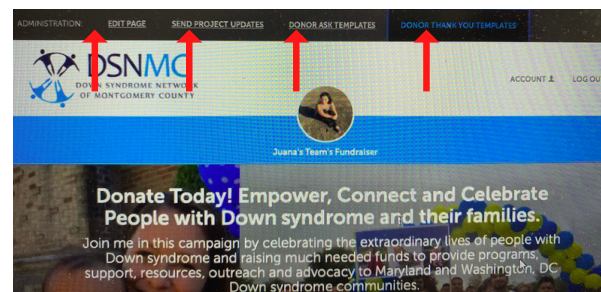 ADMINISTRATION: EDIT PAGE SEND PROJECT UPDATES DONOR ASK TEMPLATES DONOR THANK YOU TEMPLATES
DSNMC
DOWN SYNDROME NETWORK
OF MONTGOMERY COUNTY
ACCOUNT LOG OU
Juana's Team's Fundraiser
Donate Today! Empower, Connect and Celebrate
People with Down syndrome and their families.
Join me in this campaign by celebrating the extraordinary lives of people with
Down syndrome and raising much needed funds to provide programs,
support, resources, outreach and advocacy to Maryland and Washington, DC
Down syndrome communities.